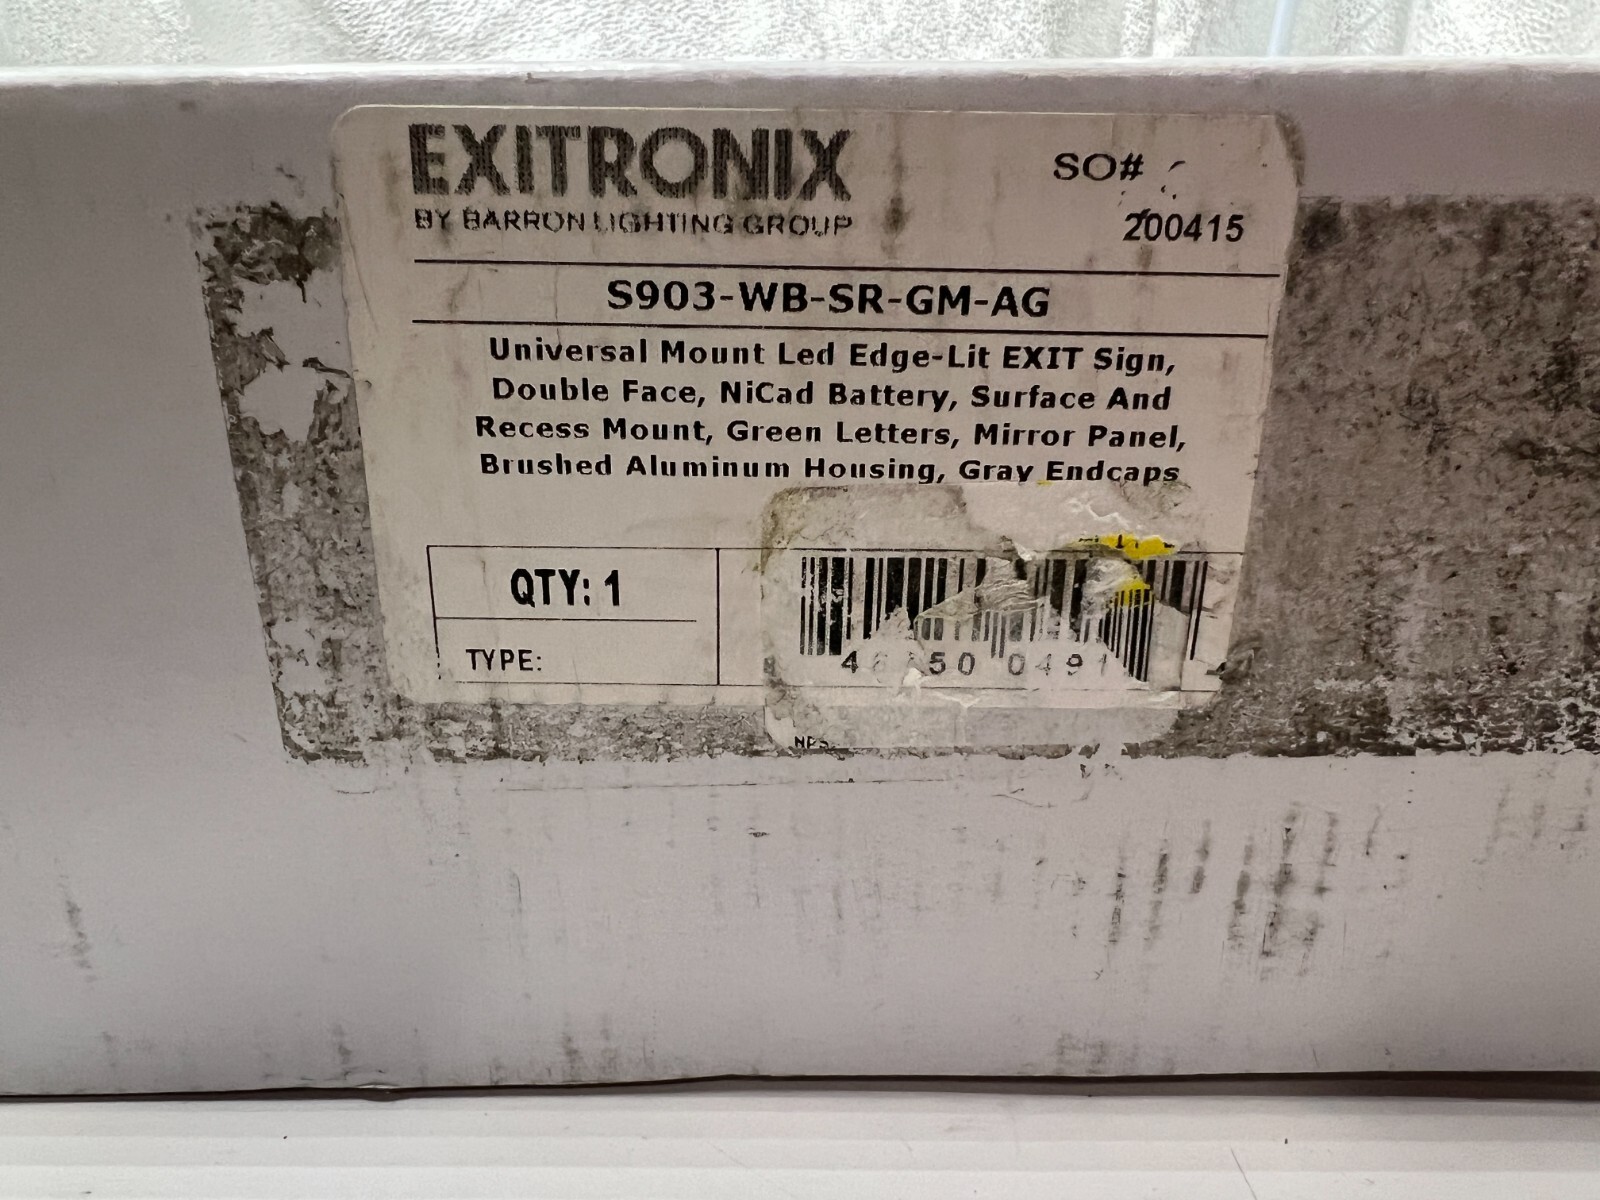 EXITRONIX
BY BARRON LIGHTING GROUP
SO#
200415
S903-WB-SR-GM-AG
Universal Mount Led Edge-Lit EXIT Sign,
Double Face, NiCad Battery, Surface And
Recess Mount, Green Letters, Mirror Panel,
Brushed Aluminum Housing, Gray Endcaps
QTY: 1
TYPE:
50 0491